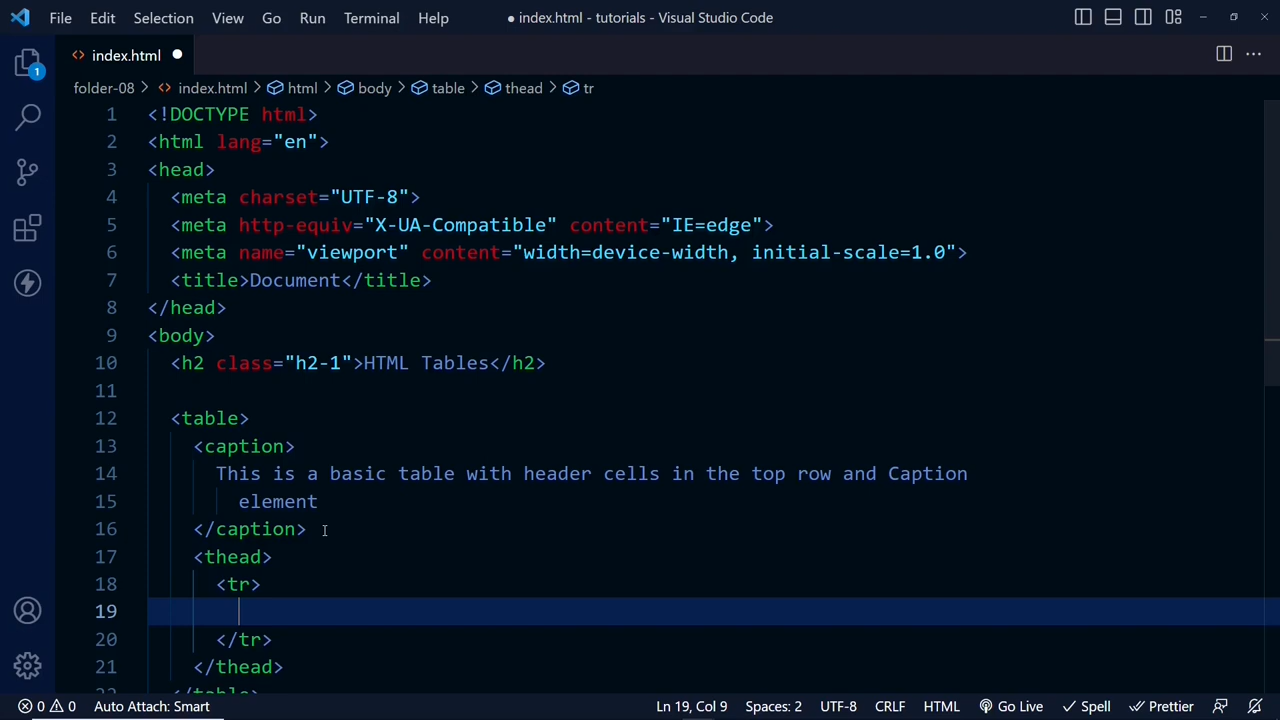 File Edit Selection View Go Run Terminal Help ● index.html - tutorials - Visual Studio Code
<> index.html ●
1
folder-08 > <> index.html > html > body > table > thead > tr
1 <!DOCTYPE html>
2 <html lang="en">
3 <head>
4 <meta charset="UTF-8">
5 <meta http-equiv="X-UA-Compatible" content="IE=edge">
6 <meta name="viewport" content="width=device-width, initial-scale=1.0">
7 <title>Document</title>
8 </head>
9 <body>
10 <h2 class="h2-1">HTML Tables</h2>
11
12 <table>
13 <caption>
14 This is a basic table with header cells in the top row and Caption
15 element
16 </caption>
17 <thead>
18 <tr>
19
20 </tr>
21 </thead>
22 </table>
0 0 Auto Attach: Smart Ln 19, Col 9 Spaces: 2 UTF-8 CRLF HTML Go Live Spell Prettier